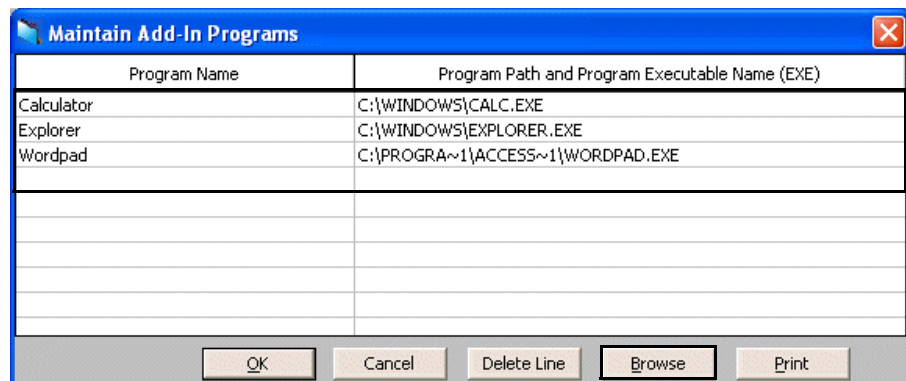 Maintain Add-In Programs
Program Name Program Path and Program Executable Name (EXE)
Calculator C:\WINDOWS\CALC.EXE
Explorer C:\WINDOWS\EXPLORER.EXE
Wordpad C:\PROGRA~1\ACCESS~1\WORDPAD.EXE
OK Cancel Delete Line Browse Print